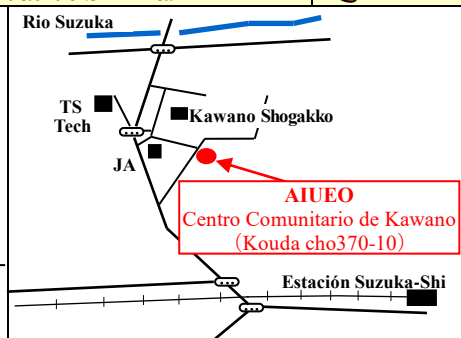 Rio Suzuka
TS
Tech
Kawano Shogakko
JA
AIUEO
Centro Comunitario de Kawano
（Kouda cho370-10）
Estación Suzuka-Shi